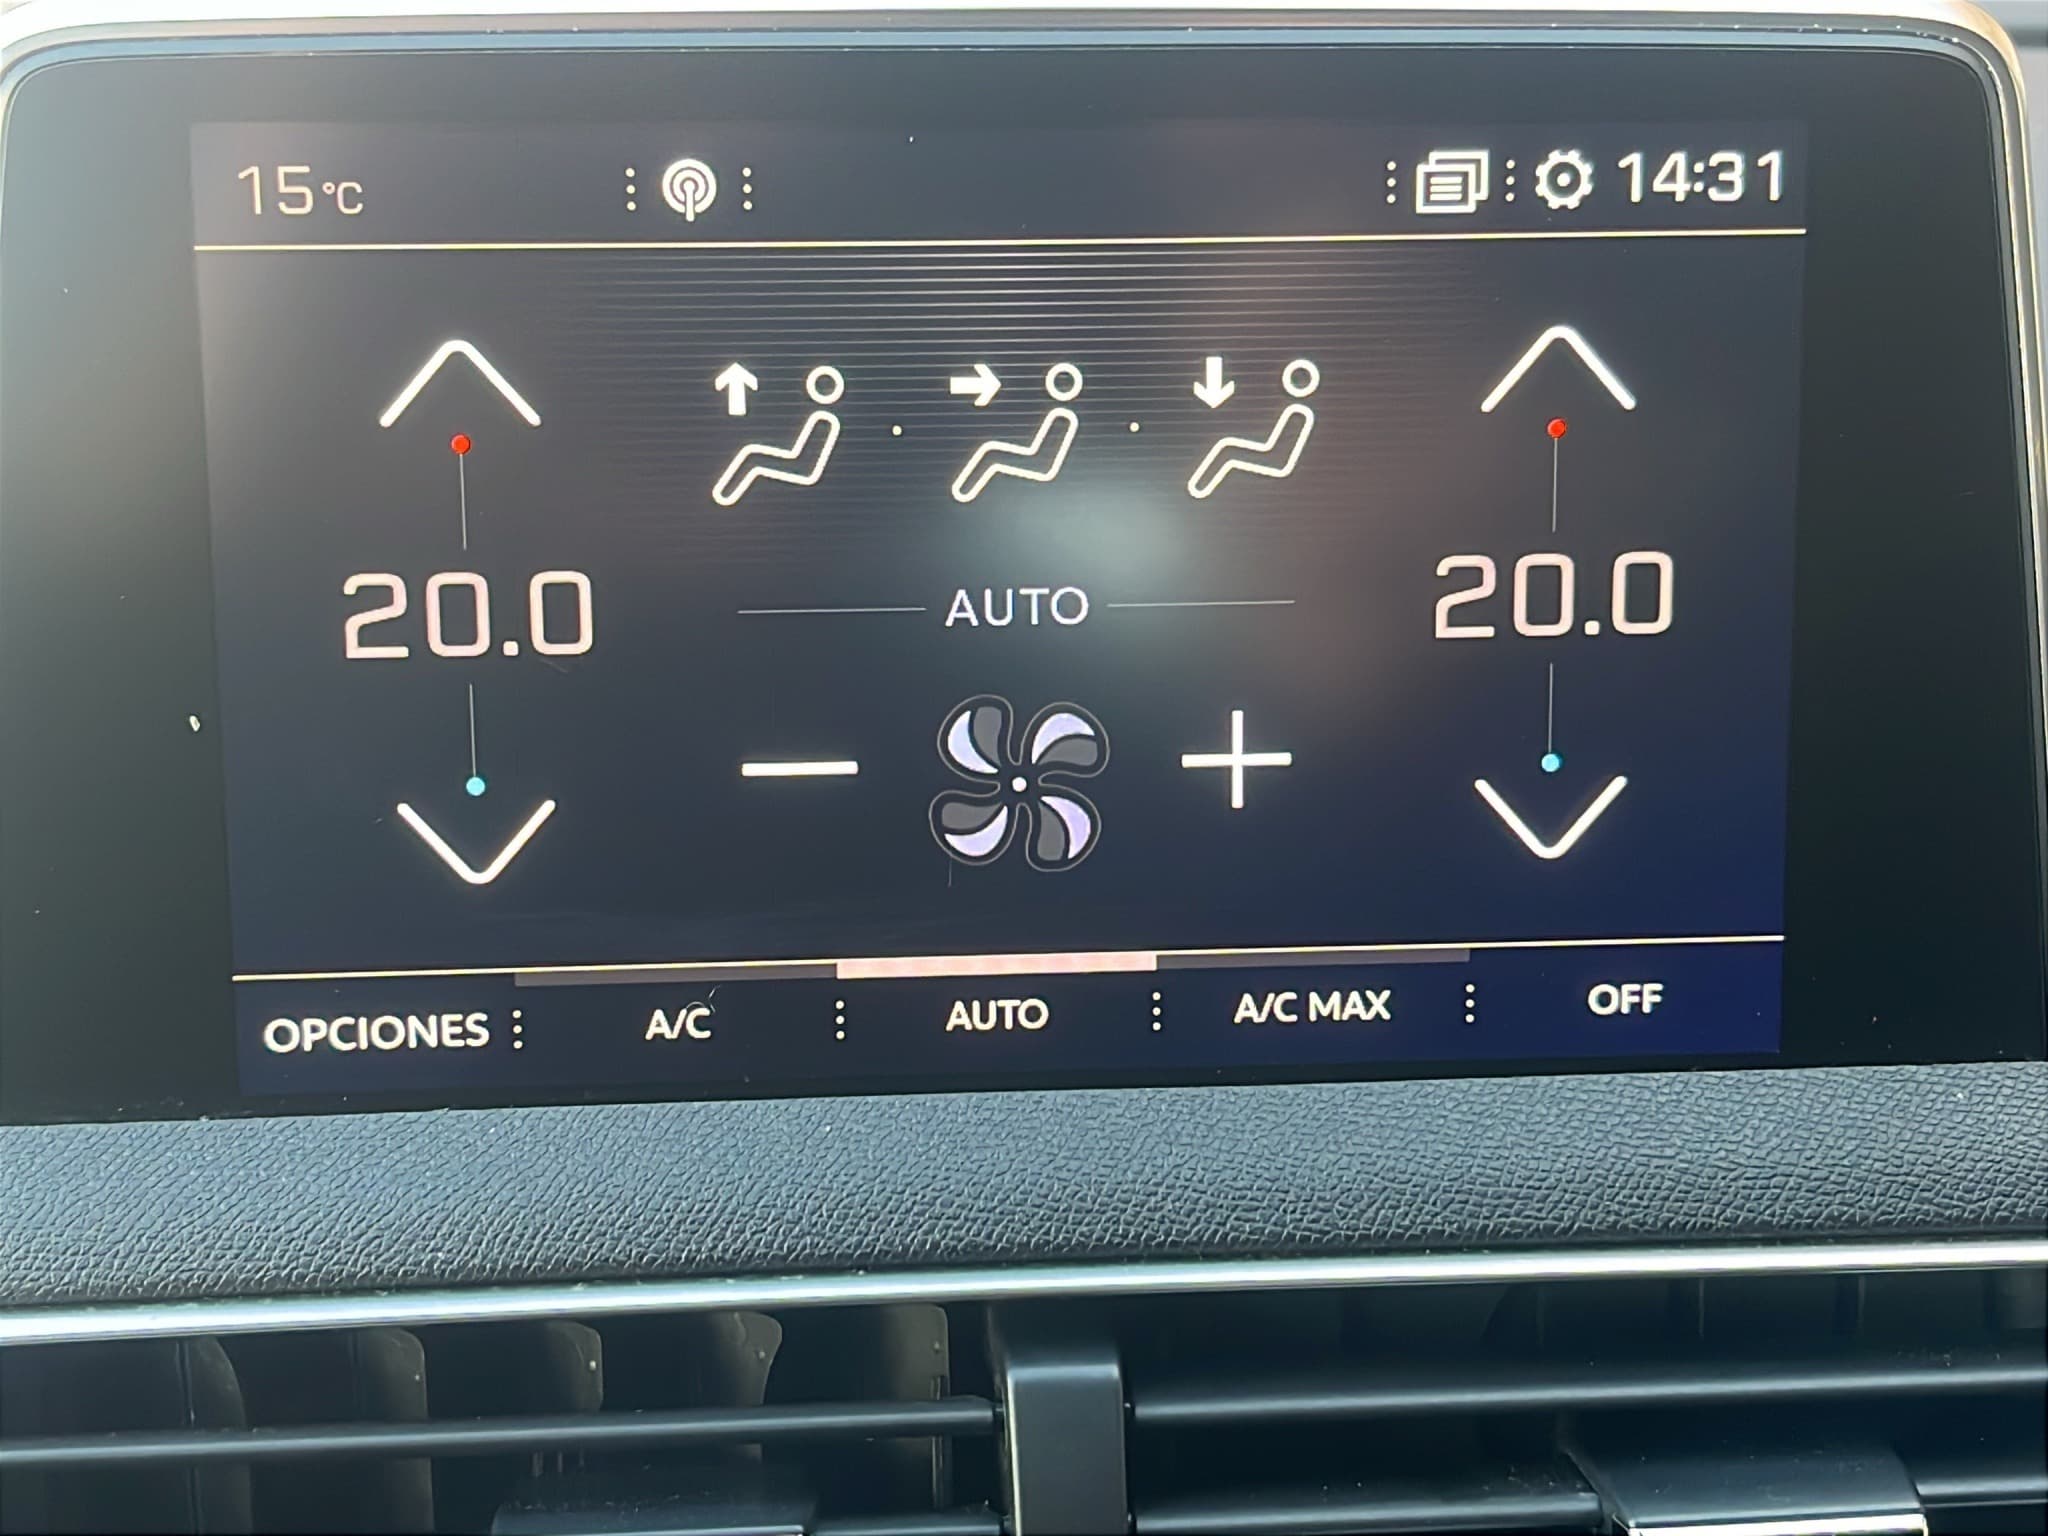 15°C 14:31
20.0 20.0
AUTO
OPCIONES A/C AUTO A/C MAX OFF